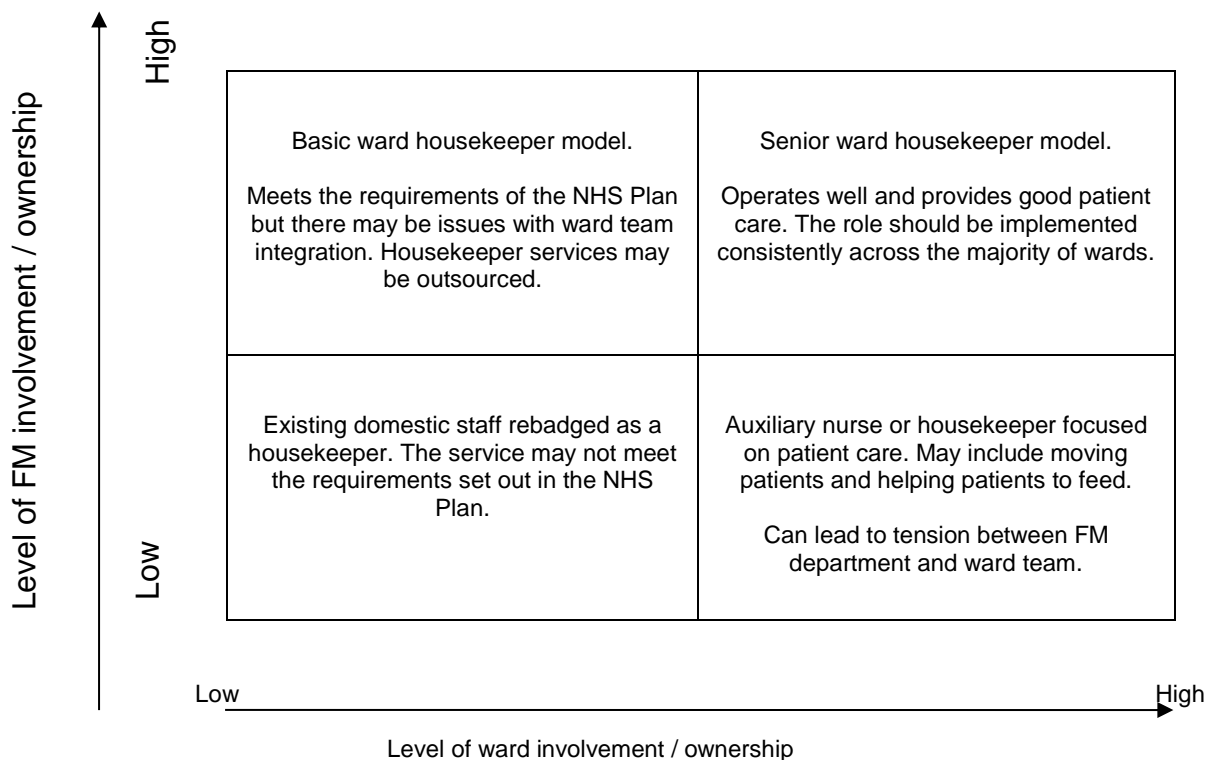 Level of FM involvement / ownership
High
Low
Basic ward housekeeper model.
Meets the requirements of the NHS Plan
but there may be issues with ward team
integration. Housekeeper services may
be outsourced.
Senior ward housekeeper model.
Operates well and provides good patient
care. The role should be implemented
consistently across the majority of wards.
Existing domestic staff rebadged as a
housekeeper. The service may not meet
the requirements set out in the NHS
Plan.
Auxiliary nurse or housekeeper focused
on patient care. May include moving
patients and helping patients to feed.
Can lead to tension between FM
department and ward team.
Low
High
Level of ward involvement / ownership